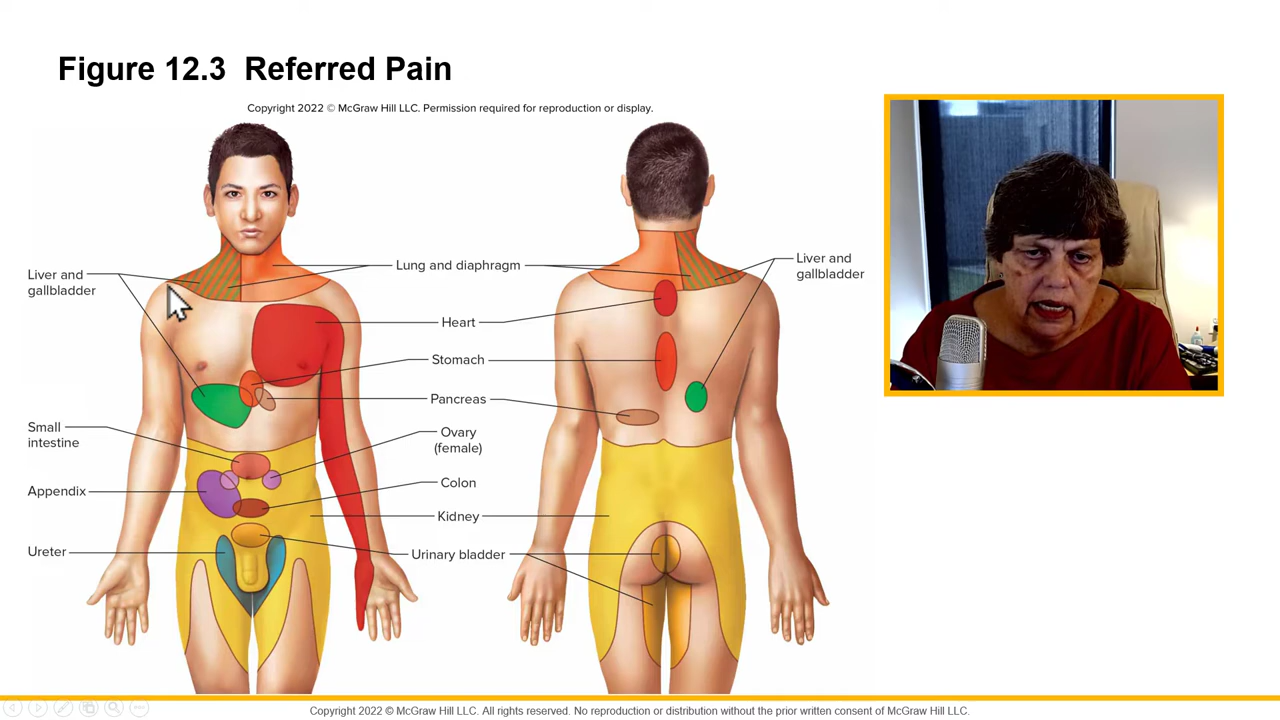 Figure 12.3 Referred Pain
Copyright 2022 © McGraw Hill LLC. Permission required for reproduction or display.
Liver and
gallbladder
Lung and diaphragm
Liver and
gallbladder
Heart
Stomach
Pancreas
Small
intestine
Ovary
(female)
Appendix
Colon
Kidney
Ureter
Urinary bladder
Copyright 2022 © McGraw Hill LLC. All rights reserved. No reproduction or distribution without the prior written consent of McGraw Hill LLC.